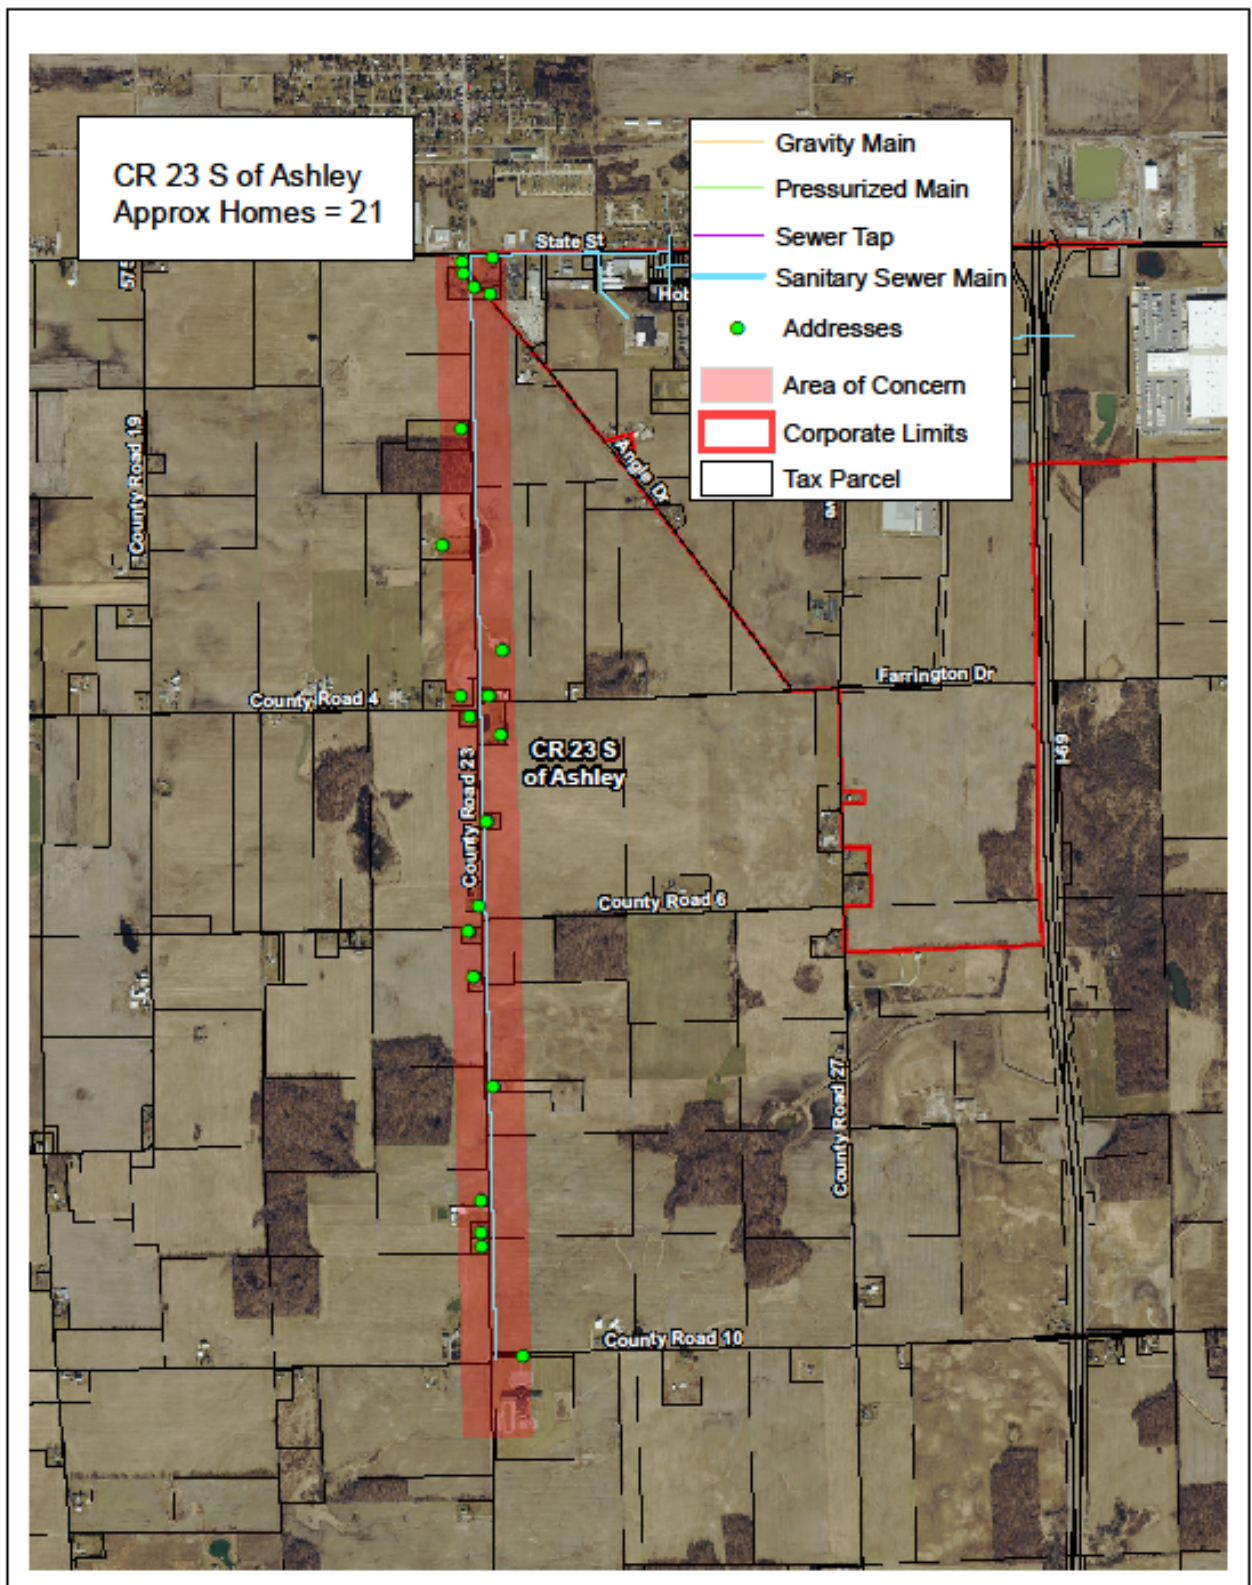 CR 23 S of Ashley
Approx Homes = 21
Gravity Main
Pressurized Main
Sewer Tap
Sanitary Sewer Main
Addresses
Area of Concern
Corporate Limits
Tax Parcel
State St
County Road 19
Angle Dr
Farrington Dr
County Road 4
CR 23 S
of Ashley
County Road 23
I-69
County Road 6
County Road 27
County Road 10